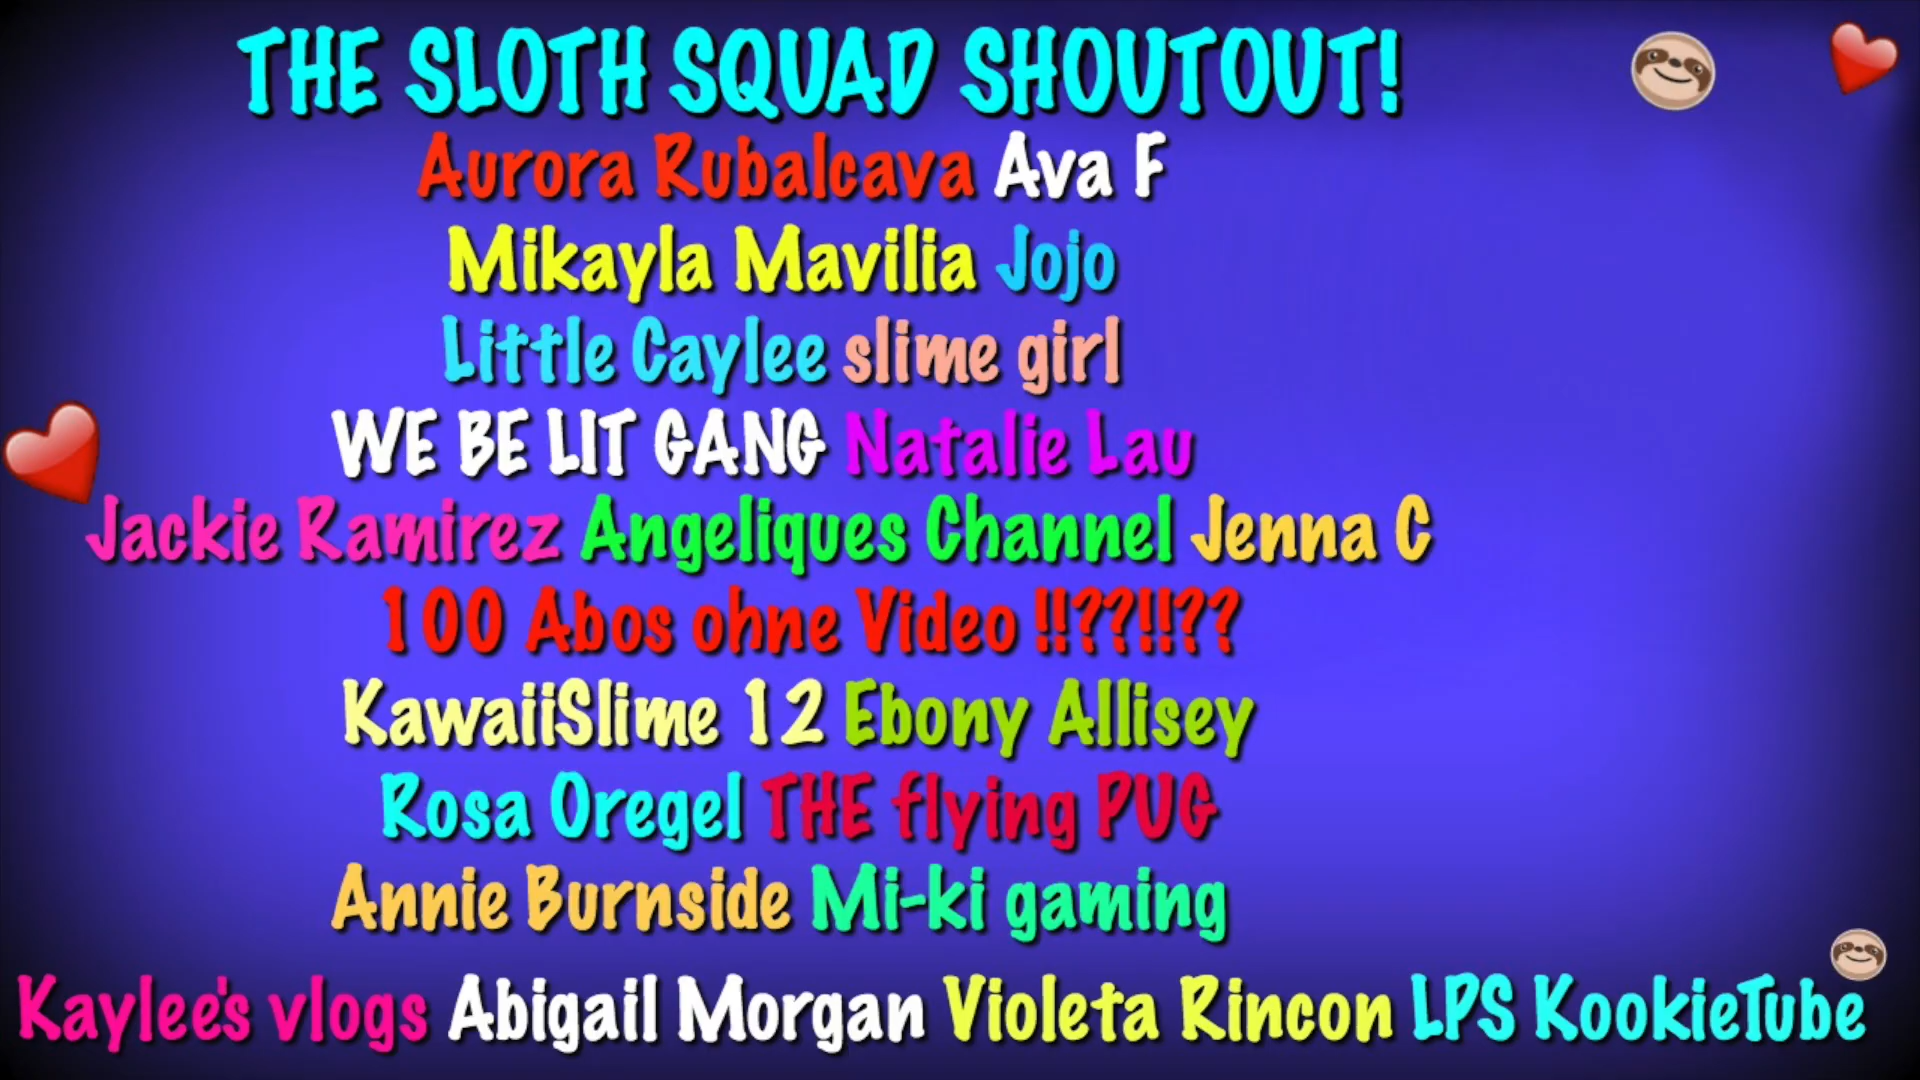 THE SLOTH SQUAD SHOUTOUT!
Aurora Rubalcava Ava F
Mikayla Mavilia Jojo
Little Caylee slime girl
WE BE LIT GANG Natalie Lau
Jackie Ramirez Angeliques Channel Jenna C
100 Abos ohne Video !!??!!??
KawaiiSlime 12 Ebony Allisey
Rosa Oregel THE flying PUG
Annie Burnside Mi-ki gaming
Kaylee's vlogs Abigail Morgan Violeta Rincon LPS KookieTube